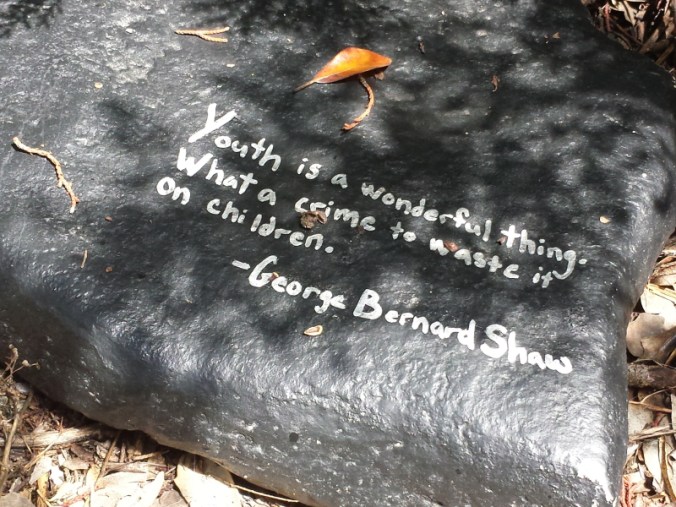 Youth is a wonderful thing.
What a crime to waste it
on children.
-George Bernard Shaw